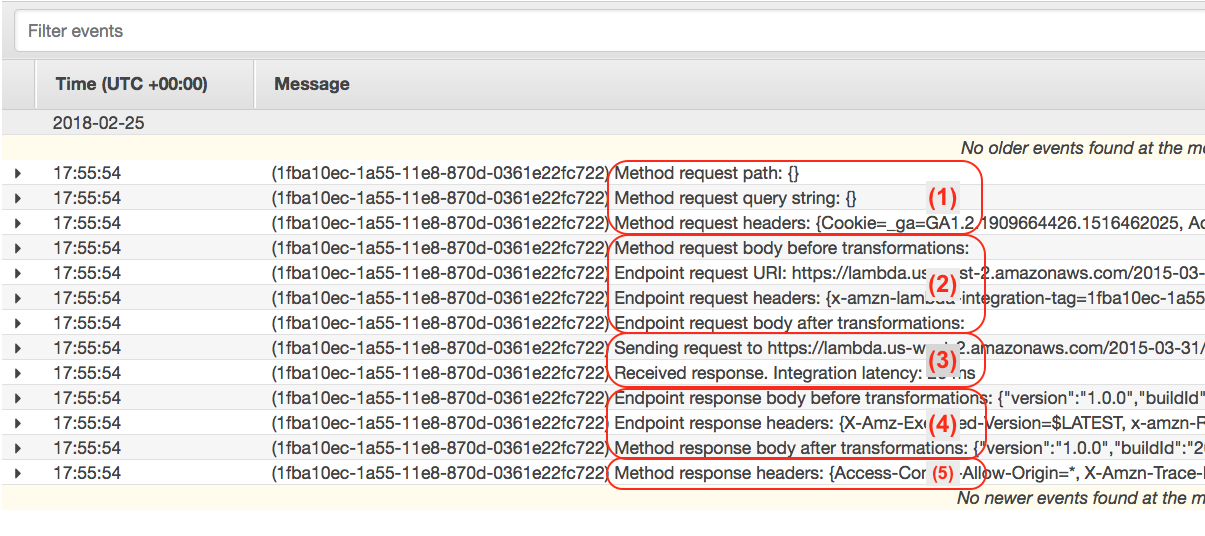 Filter events
Time (UTC +00:00) Message
2018-02-25
No older events found at the mo
17:55:54 (1fba10ec-1a55-11e8-870d-0361e22fc722) Method request path: {}
17:55:54 (1fba10ec-1a55-11e8-870d-0361e22fc722) Method request query string: {} (1)
17:55:54 (1fba10ec-1a55-11e8-870d-0361e22fc722) Method request headers: {Cookie=_ga=GA1.2.1909664426.1516462025, Ac
17:55:54 (1fba10ec-1a55-11e8-870d-0361e22fc722) Method request body before transformations:
17:55:54 (1fba10ec-1a55-11e8-870d-0361e22fc722) Endpoint request URI: https://lambda.us st-2.amazonaws.com/2015-03-
(2)
17:55:54 (1fba10ec-1a55-11e8-870d-0361e22fc722) Endpoint request headers: {x-amzn-lambda-integration-tag=1fba10ec-1a55
17:55:54 (1fba10ec-1a55-11e8-870d-0361e22fc722) Endpoint request body after transformations:
17:55:54 (1fba10ec-1a55-11e8-870d-0361e22fc722) Sending request to https://lambda.us-west-2.amazonaws.com/2015-03-31/
(3)
17:55:54 (1fba10ec-1a55-11e8-870d-0361e22fc722) Received response. Integration latency: ms
17:55:54 (1fba10ec-1a55-11e8-870d-0361e22fc722) Endpoint response body before transformations: {"version":"1.0.0","buildId"
17:55:54 (1fba10ec-1a55-11e8-870d-0361e22fc722) Endpoint response headers: {X-Amz-Exe (4) d-Version=$LATEST, x-amzn-R
17:55:54 (1fba10ec-1a55-11e8-870d-0361e22fc722) Method response body after transformations: {"version":"1.0.0","buildId":"20
17:55:54 (1fba10ec-1a55-11e8-870d-0361e22fc722) Method response headers: {Access-Con (5) -Allow-Origin=*, X-Amzn-Trace-I
No newer events found at the m